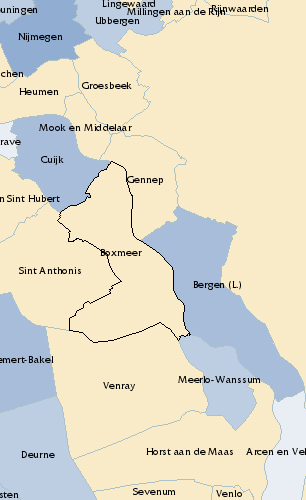 Lingewaard
uningen
Ubbergen
Millingen aan de Rijn
Rijnwaarden
Nijmegen
chen
Groesbeek
Heumen
Mook en Middelaar
rave
Cuijk
Gennep
n Sint Hubert
Boxmeer
Sint Anthonis
Bergen (L)
emert-Bakel
Venray
Meerlo-Wanssum
Deurne
Horst aan de Maas
Arcen en Vel
sten
Sevenum
Venlo